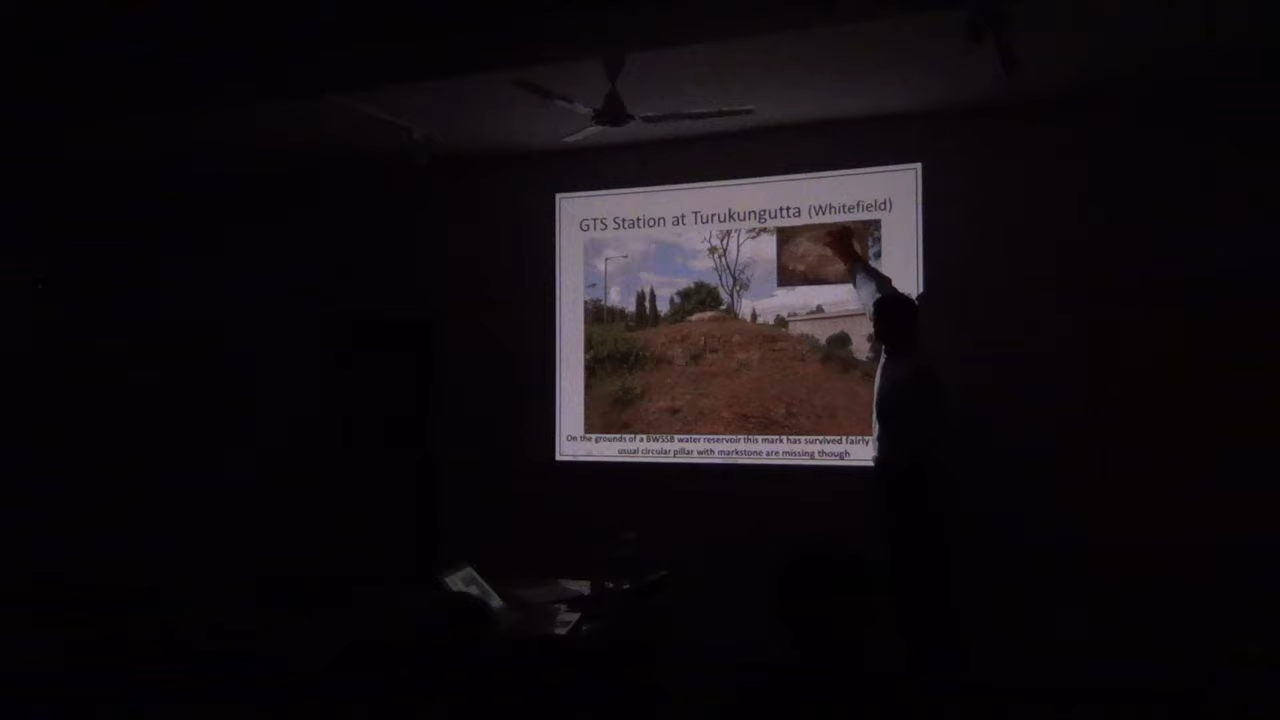 GTS Station at Turukungutta (Whitefield)
On the grounds of a BWSSB water reservoir this mark has survived fairly
usual circular pillar with markstone are missing though